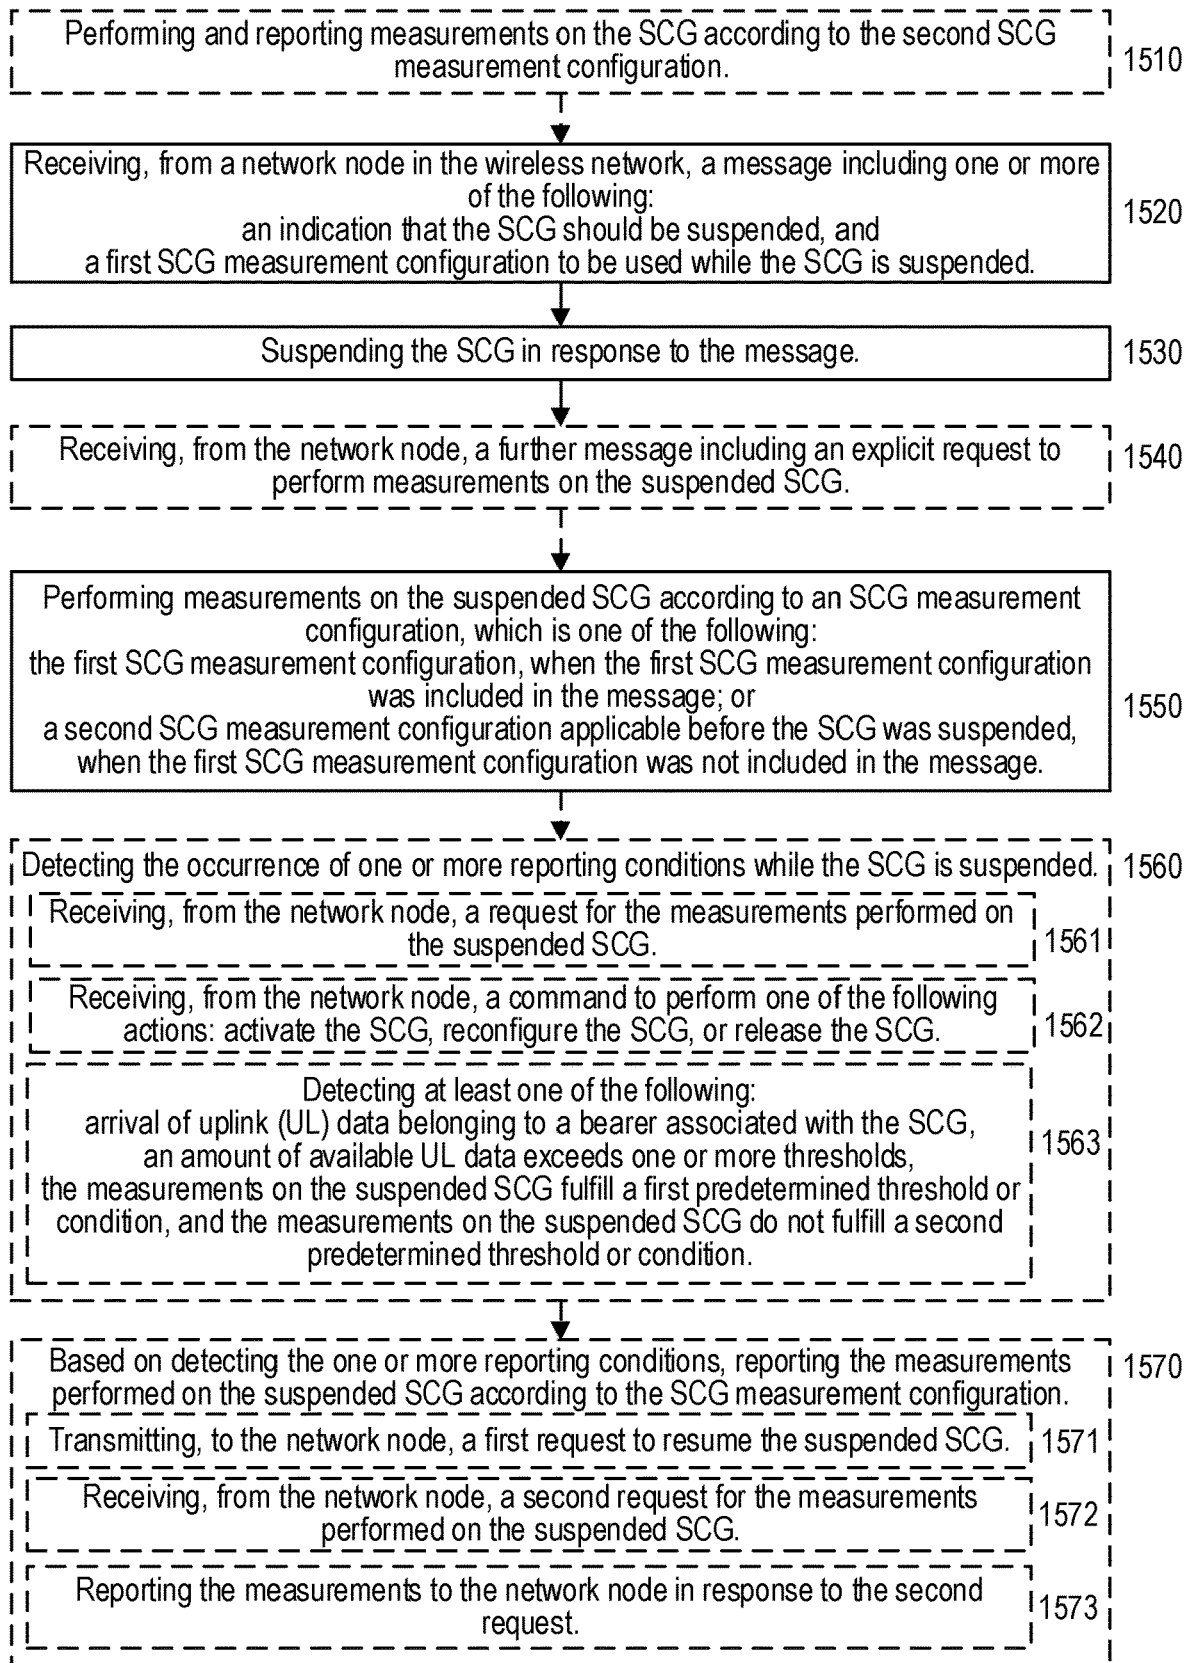 Performing and reporting measurements on the SCG according to the second SCG
measurement configuration.
1510
Receiving, from a network node in the wireless network, a message including one or more
of the following:
an indication that the SCG should be suspended, and
a first SCG measurement configuration to be used while the SCG is suspended.
1520
Suspending the SCG in response to the message.
1530
Receiving, from the network node, a further message including an explicit request to
perform measurements on the suspended SCG.
1540
Performing measurements on the suspended SCG according to an SCG measurement
configuration, which is one of the following:
the first SCG measurement configuration, when the first SCG measurement configuration
was included in the message; or
a second SCG measurement configuration applicable before the SCG was suspended,
when the first SCG measurement configuration was not included in the message.
1550
Detecting the occurrence of one or more reporting conditions while the SCG is suspended.
1560
Receiving, from the network node, a request for the measurements performed on
the suspended SCG.
1561
Receiving, from the network node, a command to perform one of the following
actions: activate the SCG, reconfigure the SCG, or release the SCG.
1562
Detecting at least one of the following:
arrival of uplink (UL) data belonging to a bearer associated with the SCG,
an amount of available UL data exceeds one or more thresholds,
the measurements on the suspended SCG fulfill a first predetermined threshold or
condition, and the measurements on the suspended SCG do not fulfill a second
predetermined threshold or condition.
1563
Based on detecting the one or more reporting conditions, reporting the measurements
performed on the suspended SCG according to the SCG measurement configuration.
1570
Transmitting, to the network node, a first request to resume the suspended SCG.
1571
Receiving, from the network node, a second request for the measurements
performed on the suspended SCG.
1572
Reporting the measurements to the network node in response to the second
request.
1573